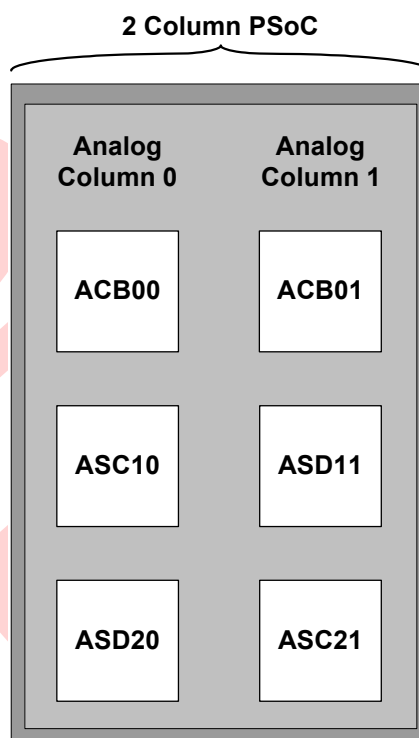 2 Column PSoC
Analog
Column 0
Analog
Column 1
ACB00
ACB01
ASC10
ASD11
ASD20
ASC21